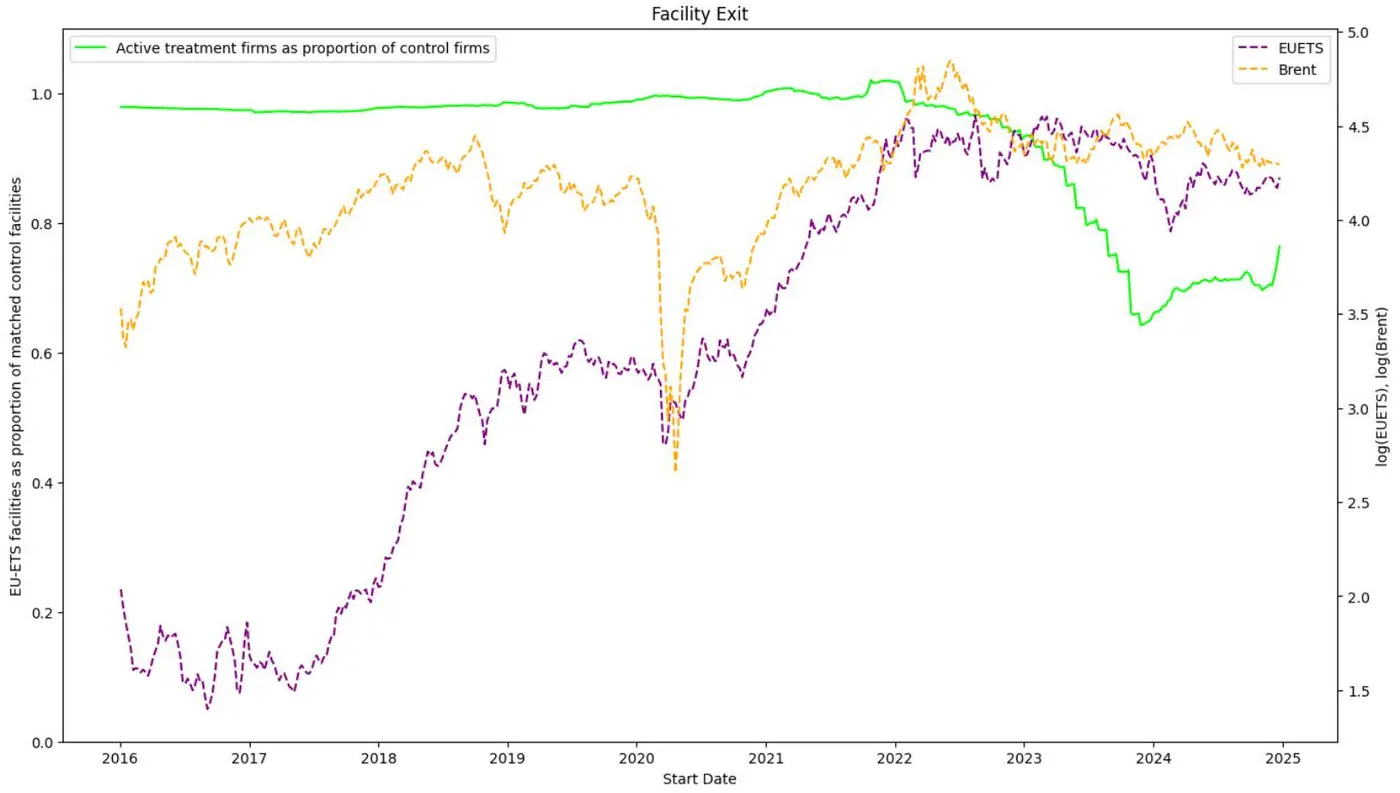 Facility Exit
Active treatment firms as proportion of control firms
EUETS
Brent
EU-ETS facilities as proportion of matched control facilities
1.0
0.8
0.6
0.4
0.2
0.0
5.0
4.5
4.0
3.5
3.0
2.5
2.0
1.5
log(EUETS), log(Brent)
2016 2017 2018 2019 2020 2021 2022 2023 2024 2025
Start Date